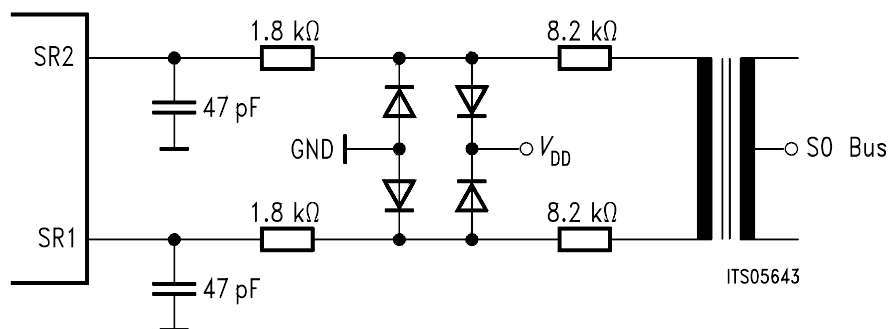 1.8 kΩ
8.2 kΩ
SR2
47 pF
GND
V_DD
S0 Bus
1.8 kΩ
8.2 kΩ
SR1
ITS05643
47 pF